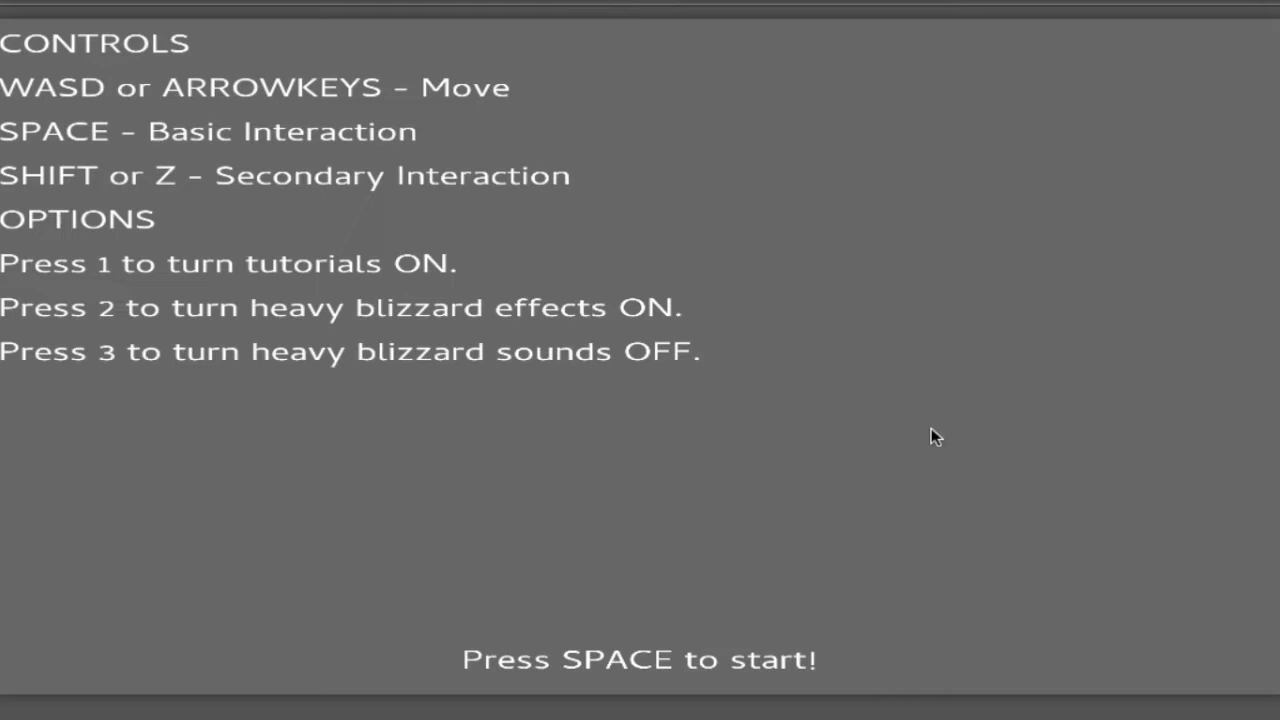 CONTROLS
WASD or ARROWKEYS - Move
SPACE - Basic Interaction
SHIFT or Z - Secondary Interaction
OPTIONS
Press 1 to turn tutorials ON.
Press 2 to turn heavy blizzard effects ON.
Press 3 to turn heavy blizzard sounds OFF.
Press SPACE to start!